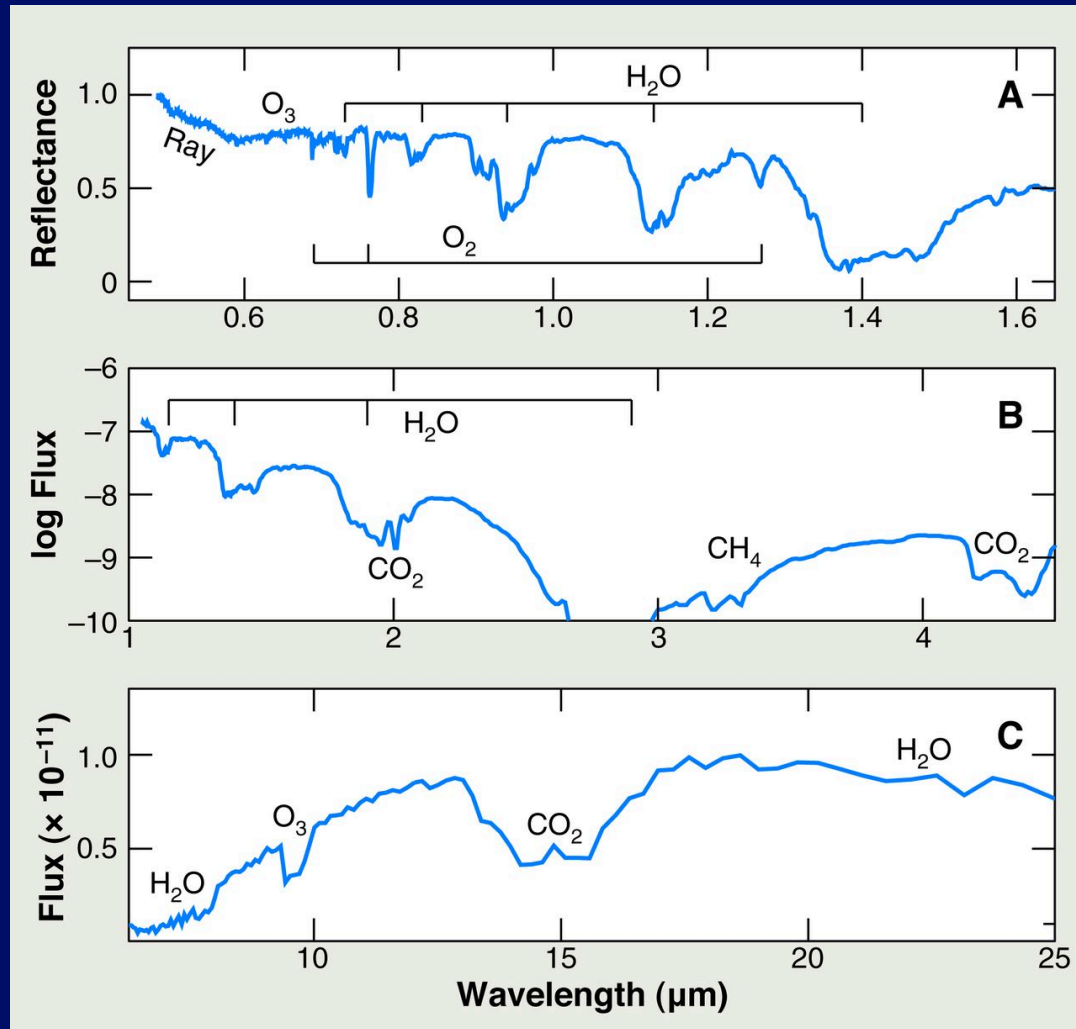 A
Reflectance
1.0
0.5
0
Ray
O₃
H₂O
O₂
0.6 0.8 1.0 1.2 1.4 1.6
B
log Flux
–6
–7
–8
–9
–10
H₂O
CO₂
CH₄
CO₂
1 2 3 4
C
Flux (× 10⁻¹¹)
1.0
0.5
H₂O
O₃
CO₂
H₂O
10 15 20 25
Wavelength (μm)